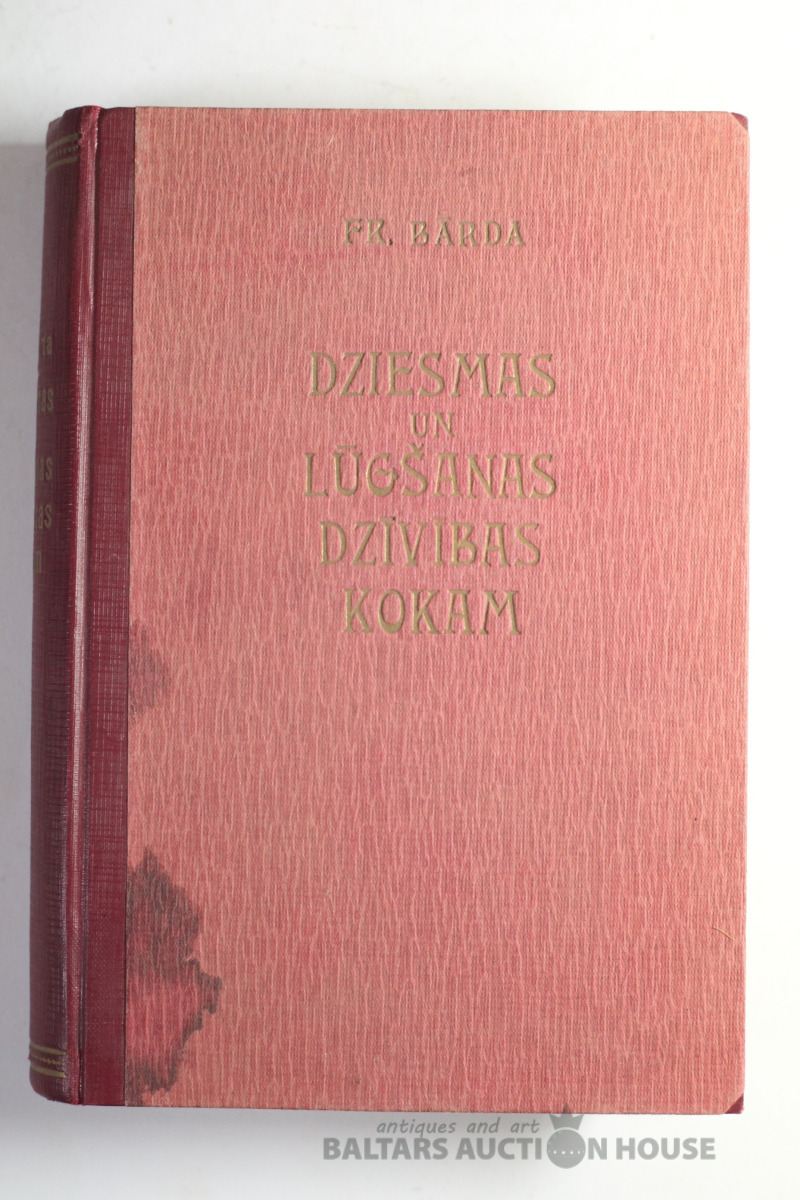 FR. BĀRDA
DZIESMAS
UN
LŪGŠANAS
DZĪVĪBAS
KOKAM
antiques and art
BALTARS AUCTION HOUSE